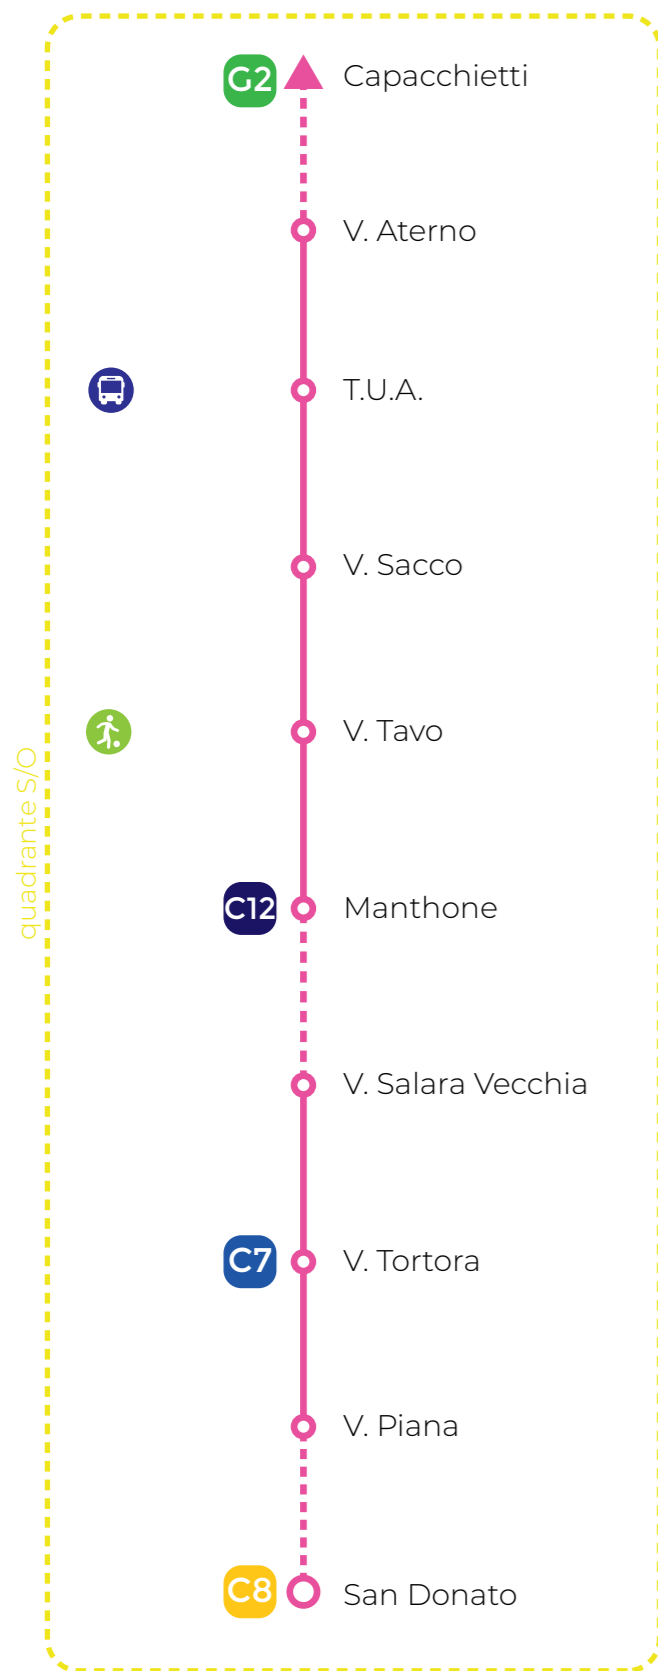 G2 Capacchietti
V. Aterno
T.U.A.
V. Sacco
V. Tavo
quadrante S/O
C12 Manthone
V. Salara Vecchia
C7 V. Tortora
V. Piana
C8 San Donato